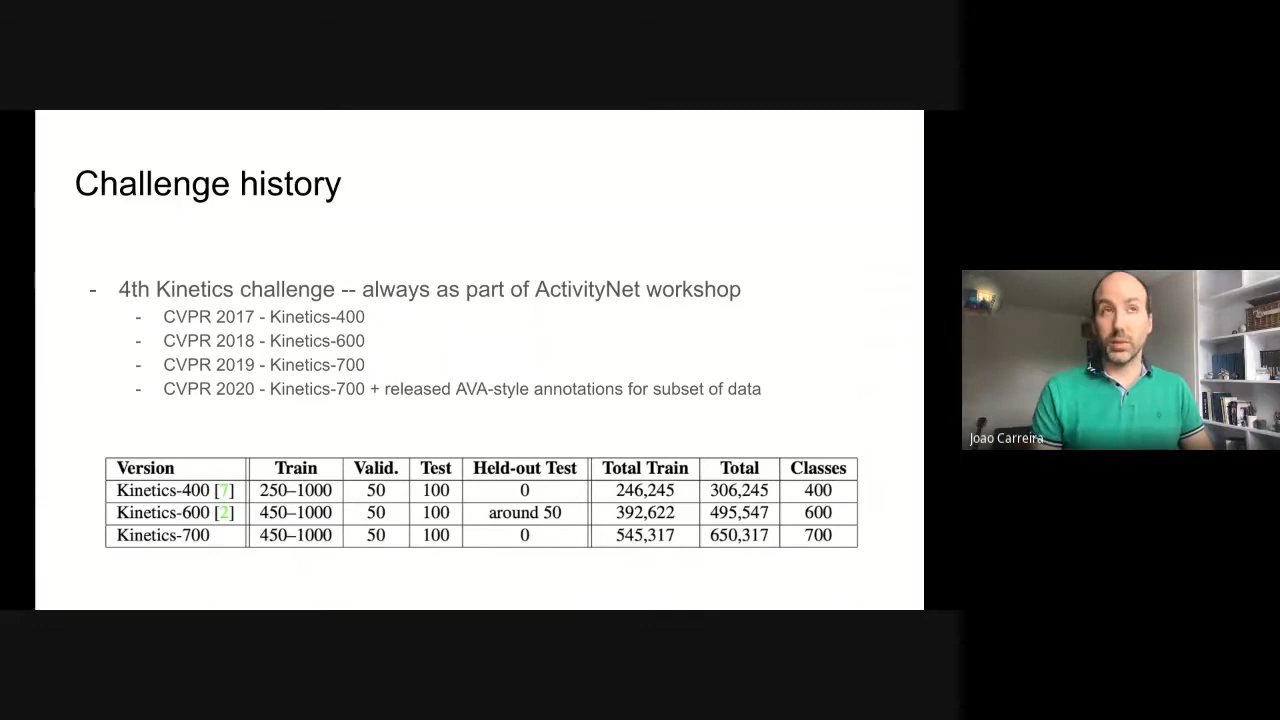 Challenge history
- 4th Kinetics challenge -- always as part of ActivityNet workshop
- CVPR 2017 - Kinetics-400
- CVPR 2018 - Kinetics-600
- CVPR 2019 - Kinetics-700
- CVPR 2020 - Kinetics-700 + released AVA-style annotations for subset of data
Version Train Valid. Test Held-out Test Total Train Total Classes
Kinetics-400 [7] 250–1000 50 100 0 246,245 306,245 400
Kinetics-600 [2] 450–1000 50 100 around 50 392,622 495,547 600
Kinetics-700 450–1000 50 100 0 545,317 650,317 700
Joao Carreira